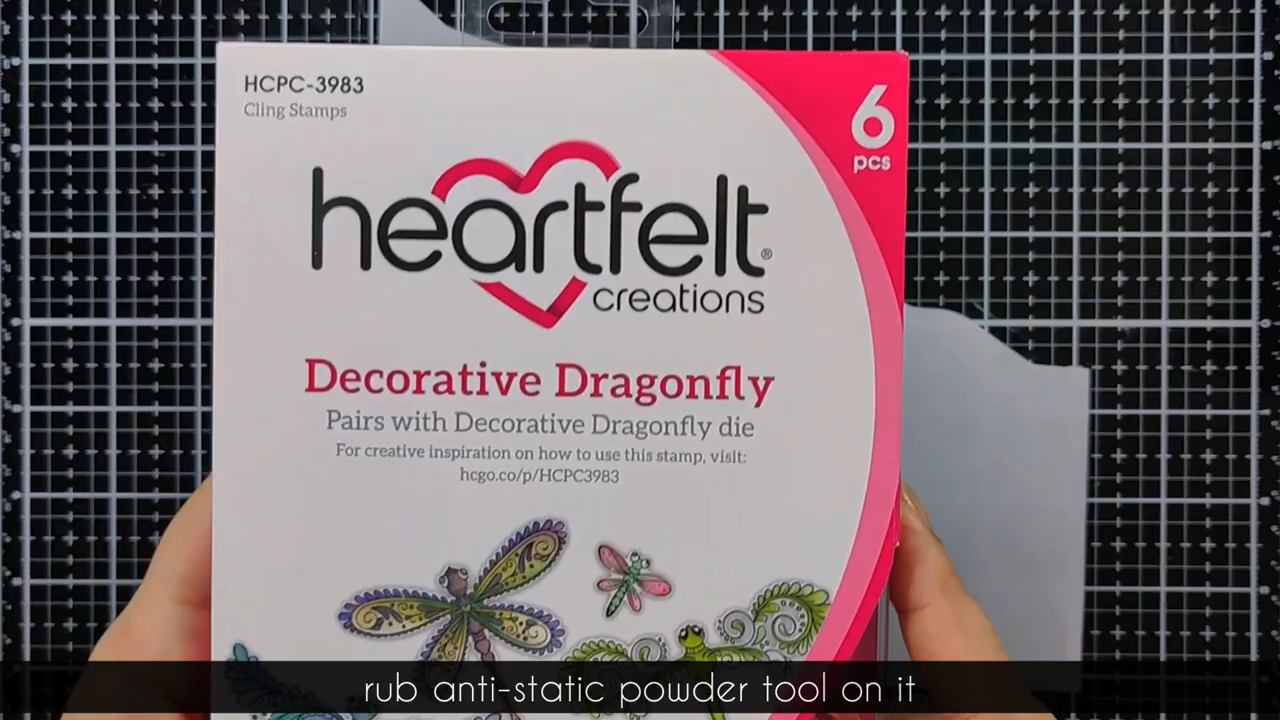 HCPC-3983
Cling Stamps
6
pcs
heartfelt®
creations
Decorative Dragonfly
Pairs with Decorative Dragonfly die
For creative inspiration on how to use this stamp, visit:
hcgo.co/p/HCPC3983
rub anti-static powder tool on it